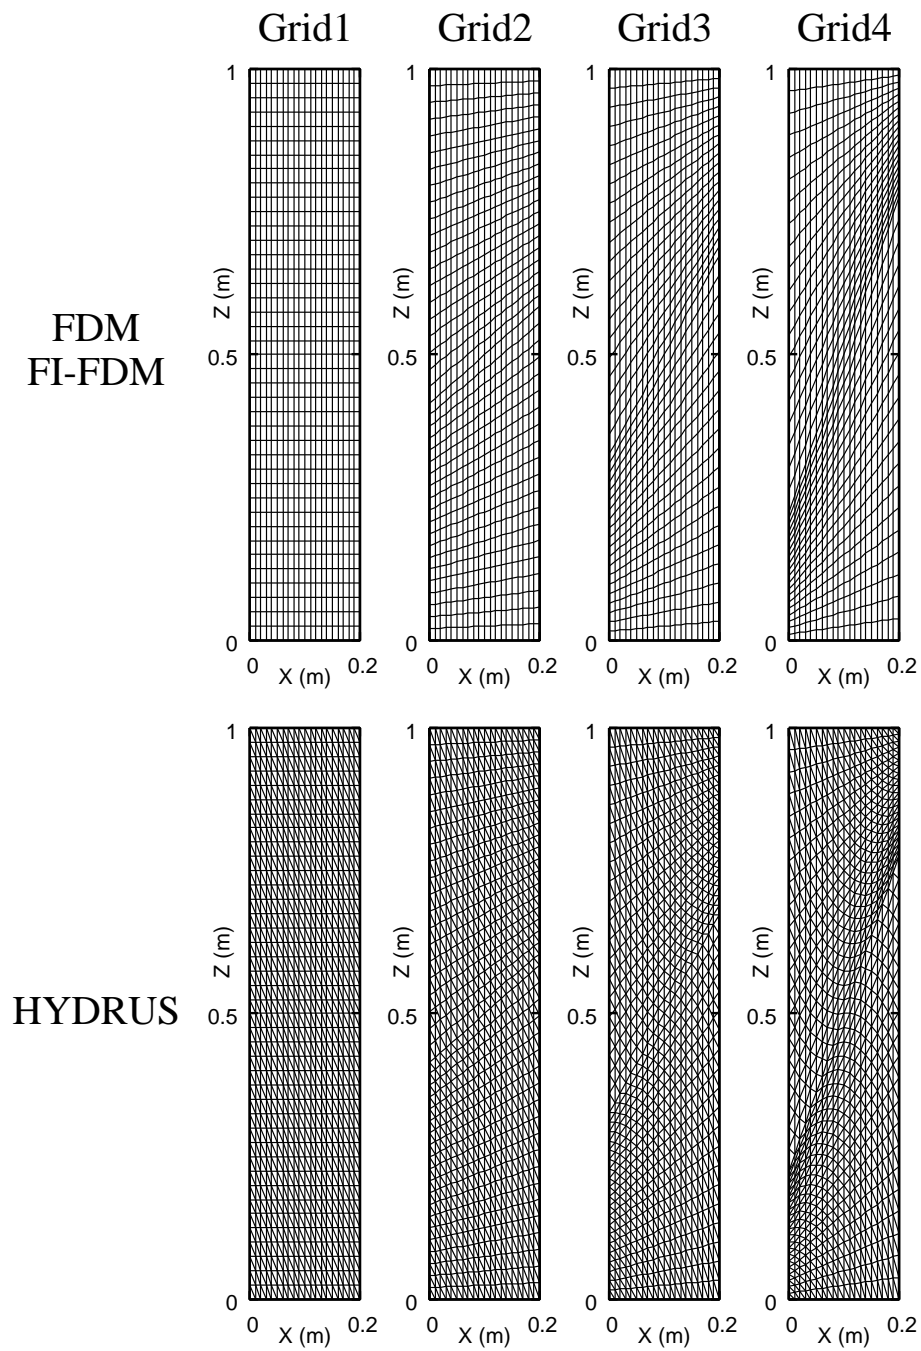 Grid1 Grid2 Grid3 Grid4
1 1 1 1
Z (m) Z (m) Z (m) Z (m)
FDM
FI-FDM
0.5 0.5 0.5 0.5
0 0 0 0
0 0.2 0 0.2 0 0.2 0 0.2
X (m) X (m) X (m) X (m)
1 1 1 1
Z (m) Z (m) Z (m) Z (m)
HYDRUS
0.5 0.5 0.5 0.5
0 0 0 0
0 0.2 0 0.2 0 0.2 0 0.2
X (m) X (m) X (m) X (m)